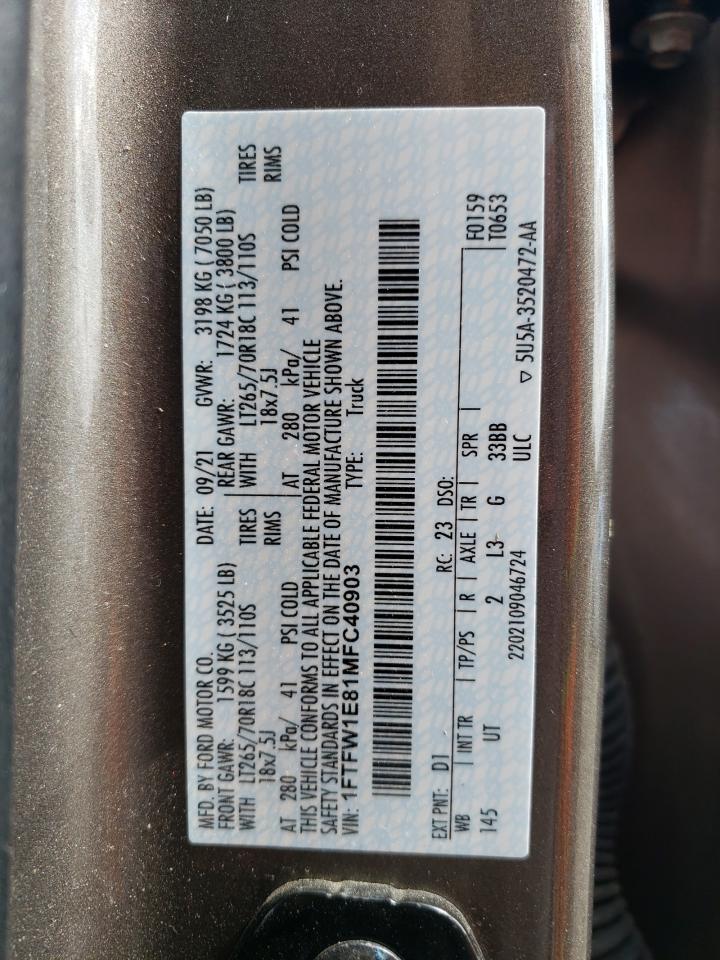 MFD. BY FORD MOTOR CO. DATE: 09/21 GVWR: 3198 KG ( 7050 LB)
FRONT GAWR: 1599 KG ( 3525 LB) REAR GAWR: 1724 KG ( 3800 LB)
WITH LT265/70R18C 113/110S TIRES WITH LT265/70R18C 113/110S TIRES
18x7.5J RIMS 18x7.5J RIMS
AT 280 kPa/ 41 PSI COLD AT 280 kPa/ 41 PSI COLD
THIS VEHICLE CONFORMS TO ALL APPLICABLE FEDERAL MOTOR VEHICLE
SAFETY STANDARDS IN EFFECT ON THE DATE OF MANUFACTURE SHOWN ABOVE.
VIN: 1FTFW1E81MFC40903 TYPE: Truck
EXT PNT: D1 RC: 23 DSO: F0159
T0653
WB INT TR TP/PS R AXLE TR SPR
145 UT 2 L3 G 33BB
2202109046724 ULC ▽ 5U5A-3520472-AA